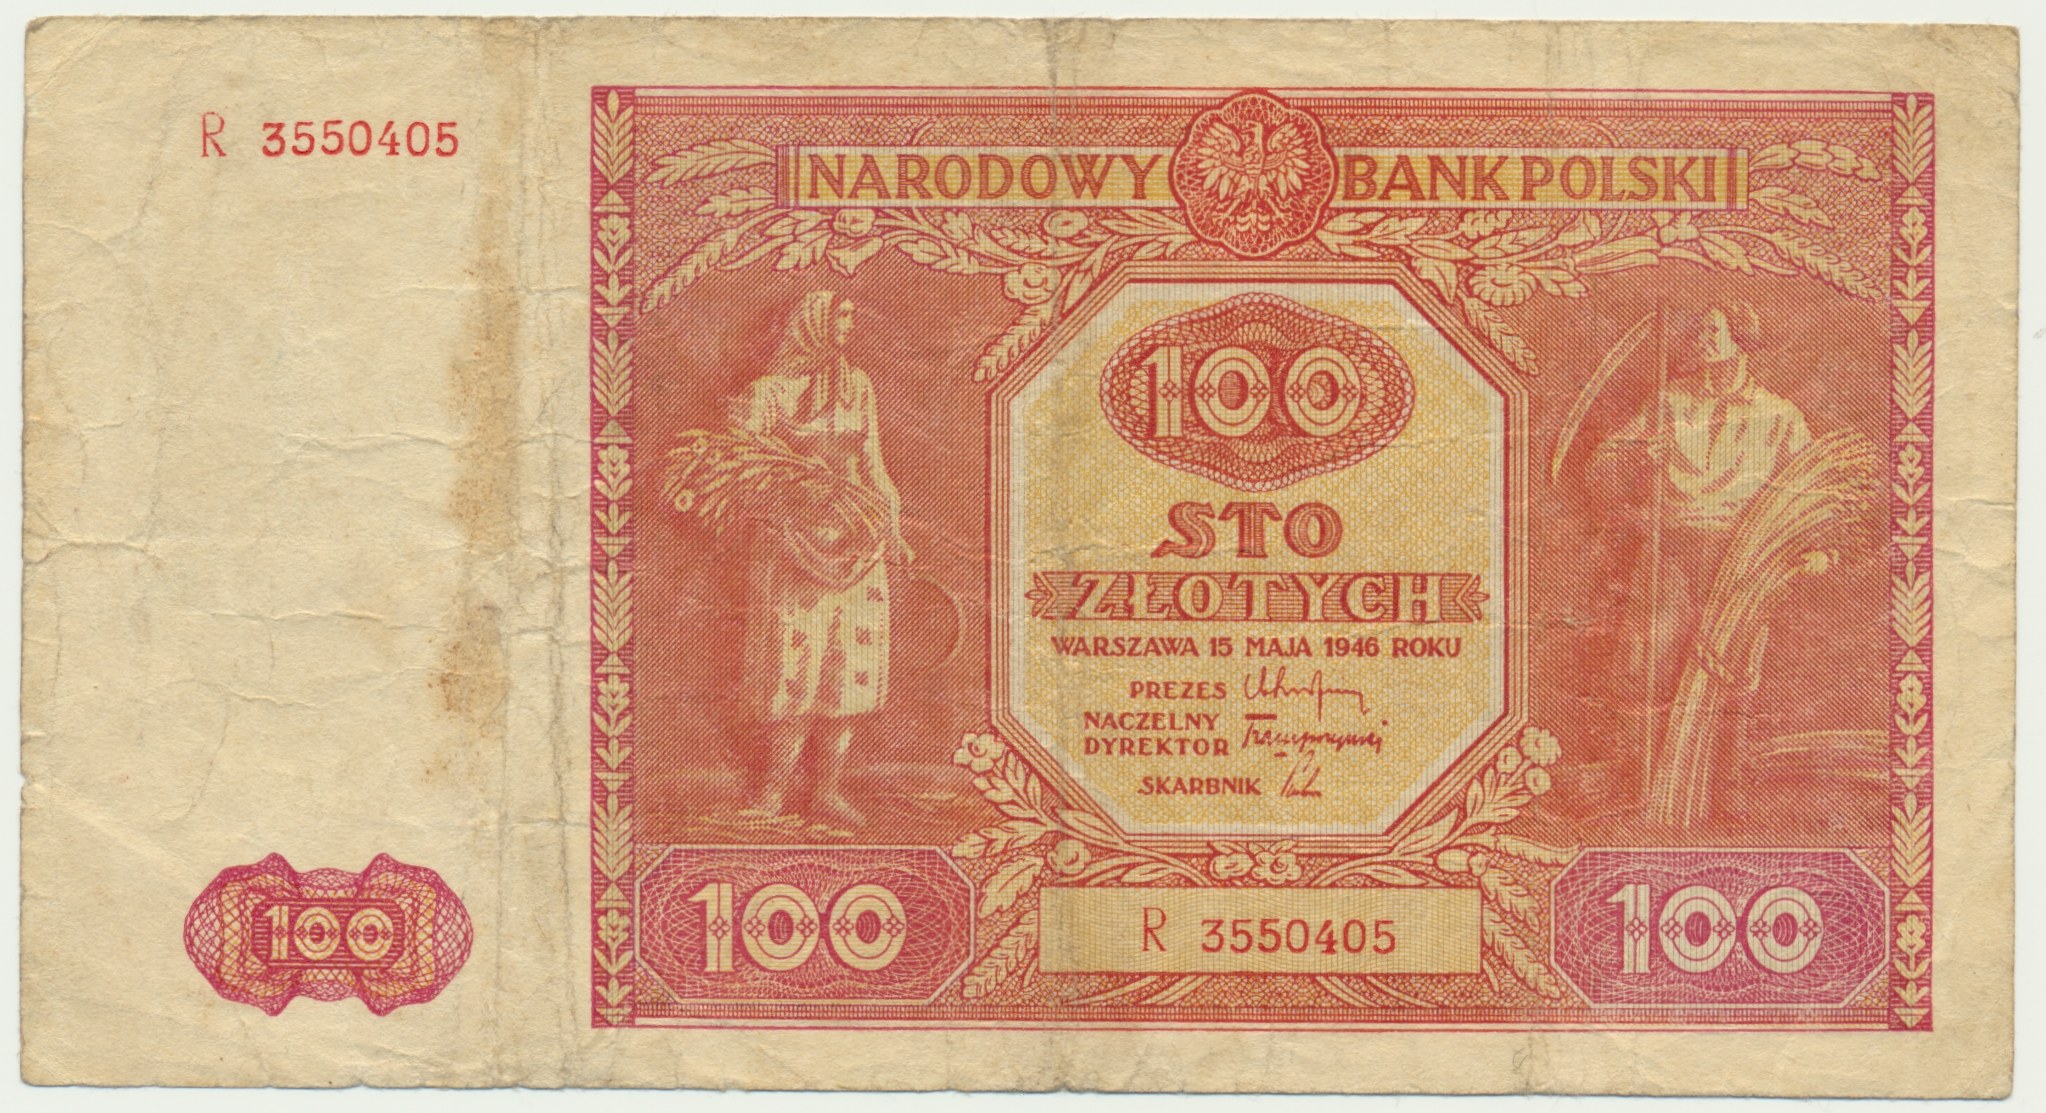 R 3550405
NARODOWY BANK POLSKI
100
STO
ZŁOTYCH
WARSZAWA 15 MAJA 1946 ROKU
PREZES
NACZELNY
DYREKTOR
SKARBNIK
100
100
R 3550405
100